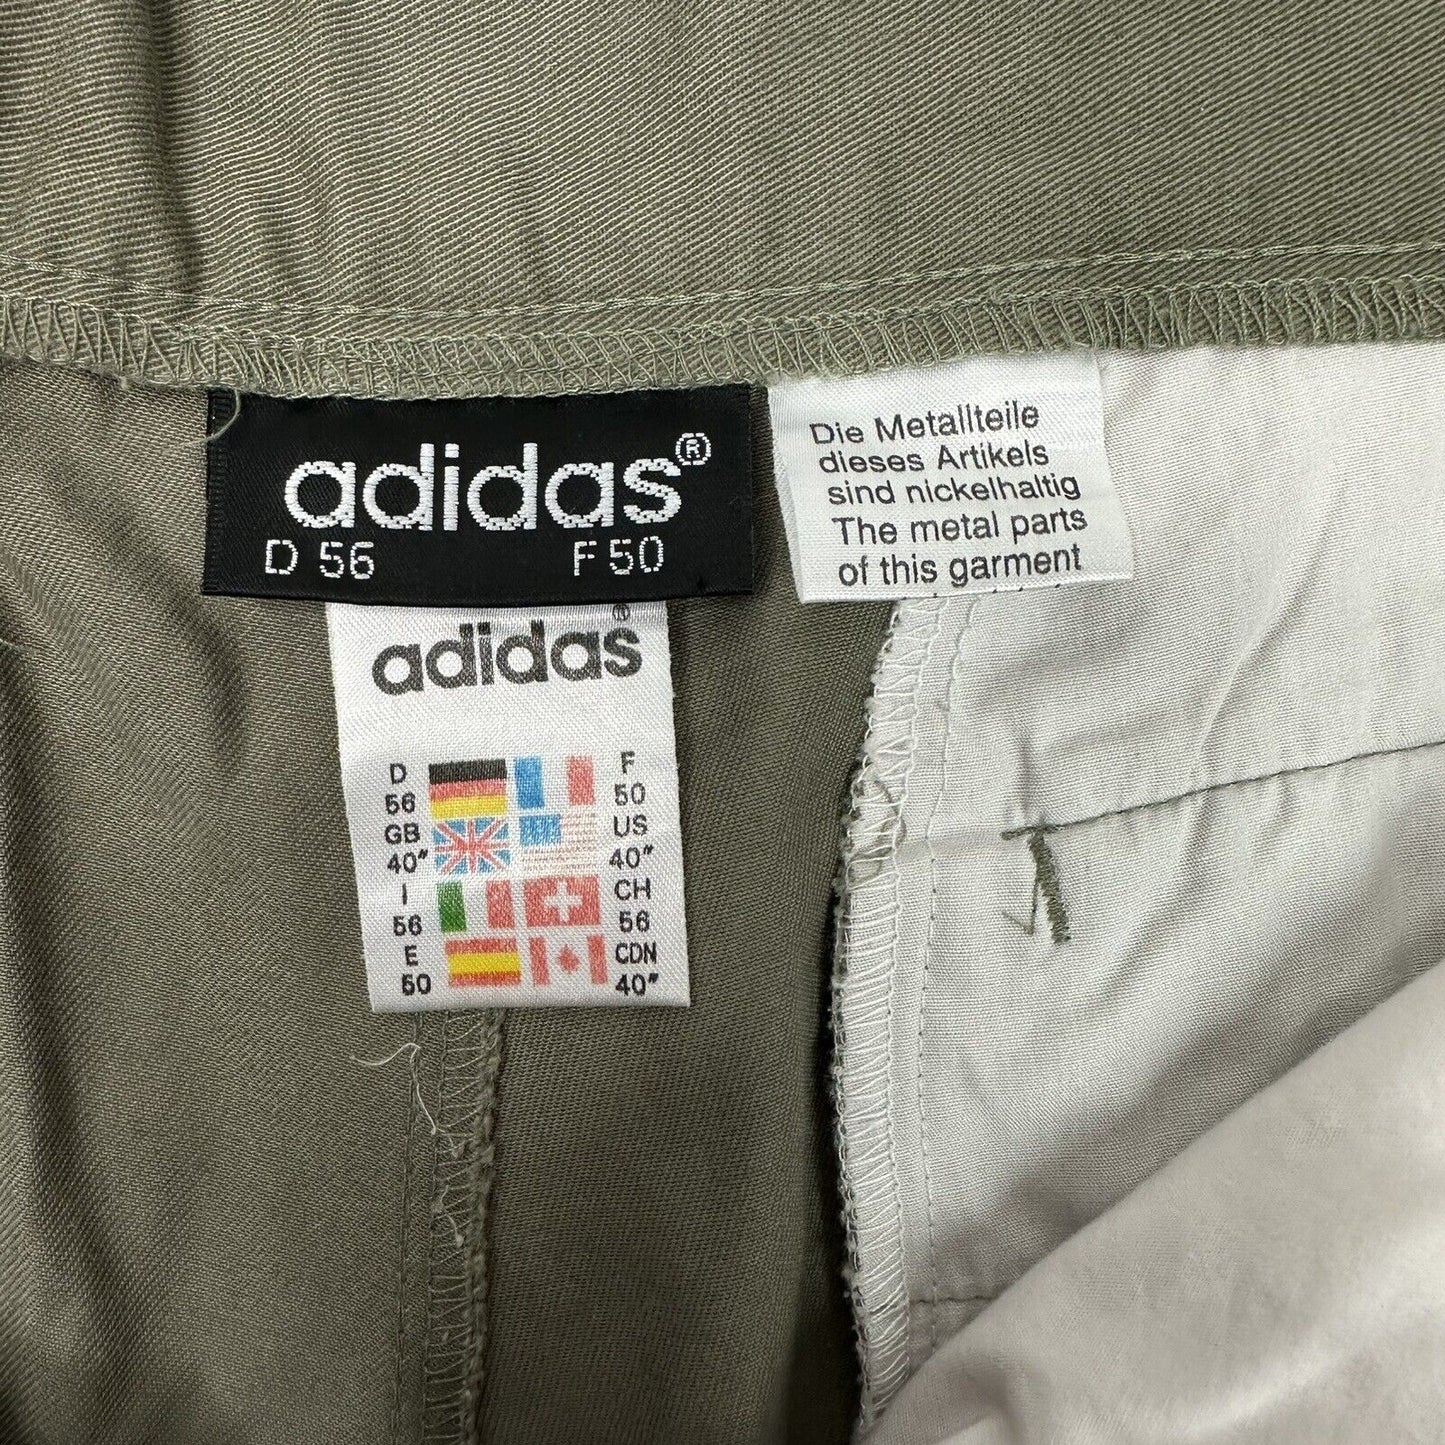 adidas®
D 56 F 50
Die Metallteile
dieses Artikels
sind nickelhaltig
The metal parts
of this garment
adidas®
D F
56 50
GB US
40" 40"
I CH
56 56
E CDN
50 40"